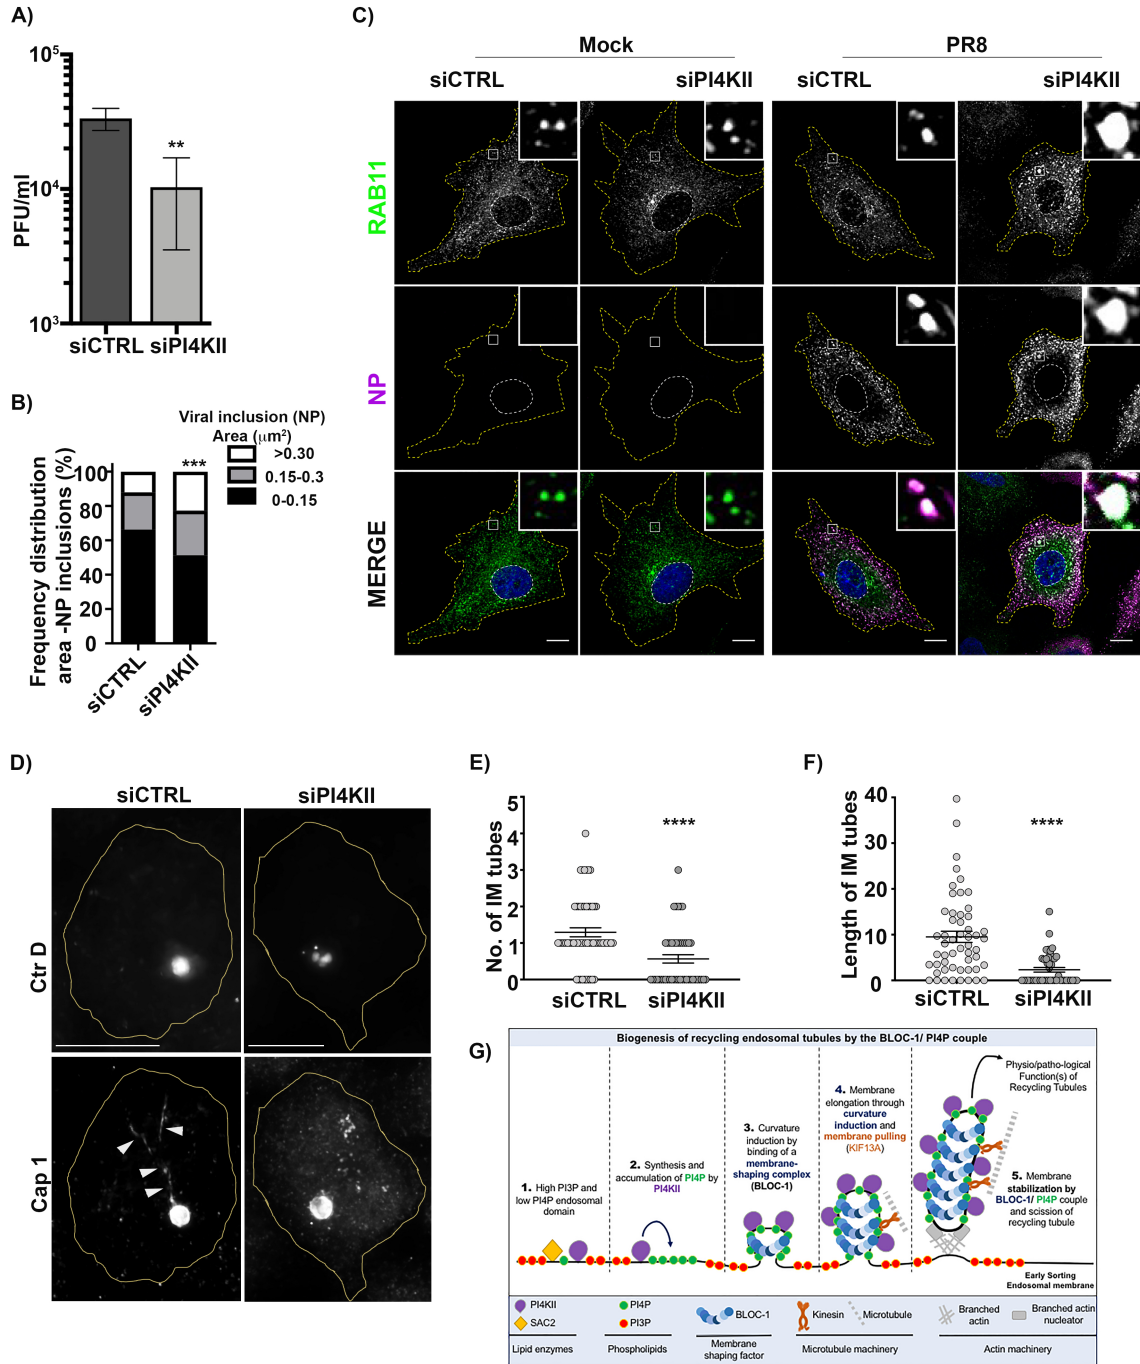 A)
10⁵
10⁴
10³
PFU/ml
**
siCTRL siPI4KII
B)
Viral inclusion (NP)
Area (μm²)
>0.30
0.15-0.3
0-0.15
***
100
80
60
40
20
0
Frequency distribution
area -NP inclusions (%)
siCTRL
siPI4KII
C)
Mock
PR8
siCTRL
siPI4KII
siCTRL
siPI4KII
RAB11
NP
MERGE
D)
siCTRL
siPI4KII
Ctr D
Cap 1
E)
5
4
3
2
1
0
No. of IM tubes
****
siCTRL
siPI4KII
F)
40
30
20
10
0
Length of IM tubes
****
siCTRL
siPI4KII
G)
Biogenesis of recycling endosomal tubules by the BLOC-1/ PI4P couple
1. High PI3P and
low PI4P endosomal
domain
2. Synthesis and
accumulation of PI4P by
PI4KII
3. Curvature
induction by
binding of a
membrane-
shaping complex
(BLOC-1)
4. Membrane
elongation through
curvature
induction and
membrane pulling
(KIF13A)
Physio/patho-logical
Function(s) of
Recycling Tubules
5. Membrane
stabilization by
BLOC-1/ PI4P couple
and scission of
recycling tubule
Early Sorting
Endosomal membrane
PI4KII
SAC2
Lipid enzymes
PI4P
PI3P
Phospholipids
BLOC-1
Membrane
shaping factor
Kinesin
Microtubule
Microtubule machinery
Branched
actin
Branched actin
nucleator
Actin machinery